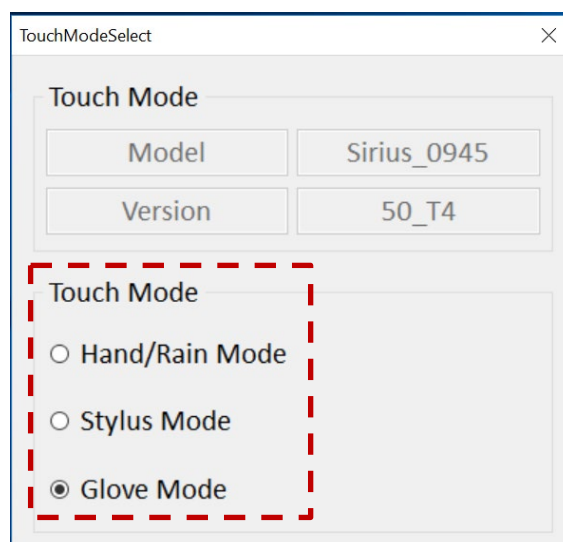 TouchModeSelect
Touch Mode
Model Sirius_0945
Version 50_T4
Touch Mode
Hand/Rain Mode
Stylus Mode
Glove Mode